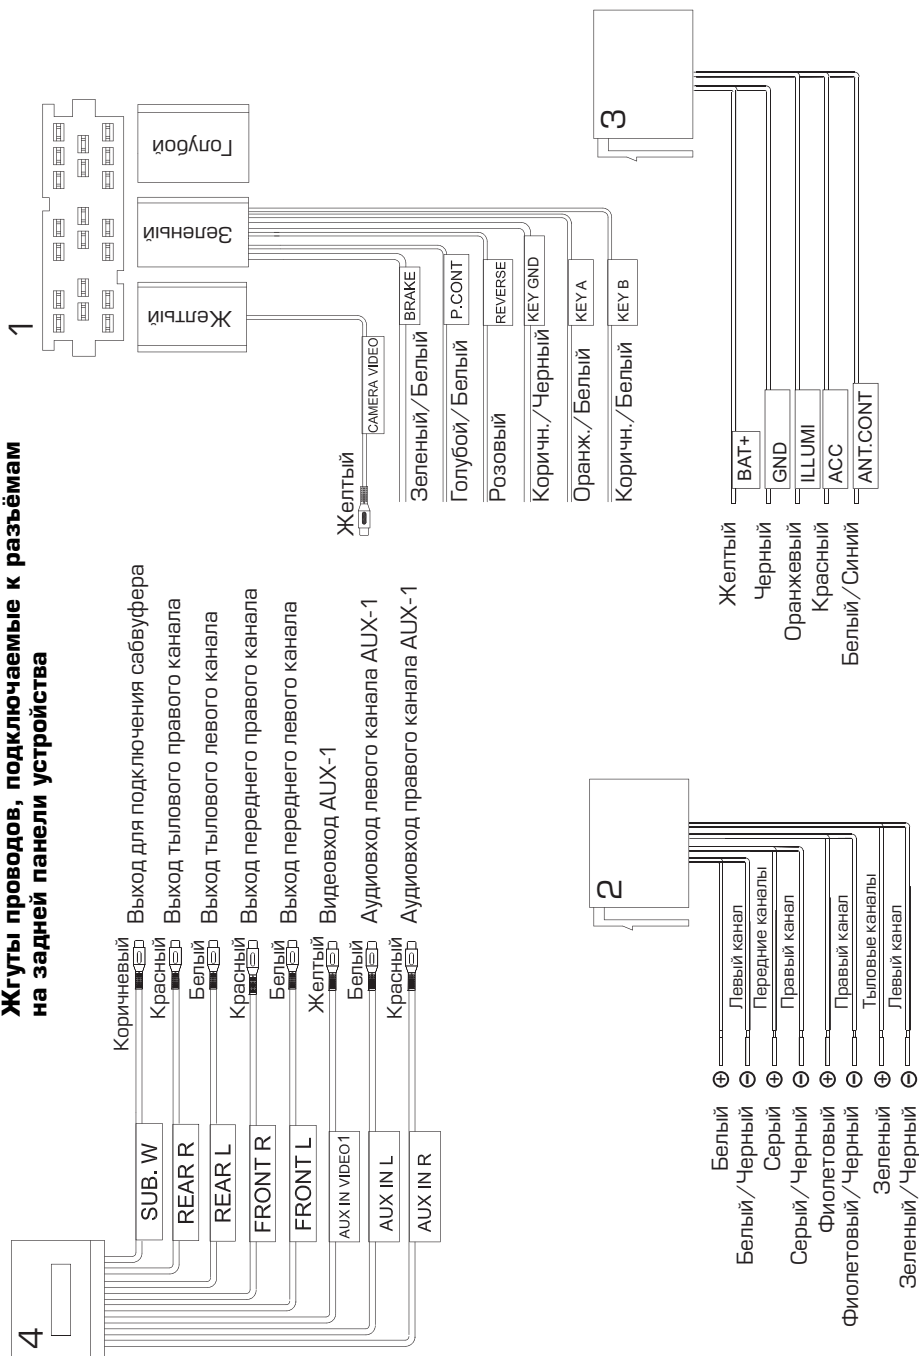 Жгуты проводов, подключаемые к разъёмам
на задней панели устройства
1
Желтый
Зеленый
Голубой
CAMERA VIDEO
Желтый
BRAKE
Зеленый/Белый
P.CONT
Голубой/Белый
REVERSE
Розовый
KEY GND
Коричн./Черный
KEY A
Оранж./Белый
KEY B
Коричн./Белый
4
SUB. W
Коричневый
Выход для подключения сабвуфера
REAR R
Красный
Выход тылового правого канала
REAR L
Белый
Выход тылового левого канала
FRONT R
Красный
Выход переднего правого канала
FRONT L
Белый
Выход переднего левого канала
AUX IN VIDEO1
Желтый
Видеовход AUX-1
AUX IN L
Белый
Аудиовход левого канала AUX-1
AUX IN R
Красный
Аудиовход правого канала AUX-1
3
Желтый
BAT+
Черный
GND
Оранжевый
ILLUMI
Красный
ACC
Белый/Синий
ANT.CONT
2
Белый +
Левый канал
Белый/Черный -
Передние каналы
Серый +
Правый канал
Серый/Черный -
Фиолетовый +
Правый канал
Фиолетовый/Черный -
Тыловые каналы
Зеленый +
Левый канал
Зеленый/Черный -